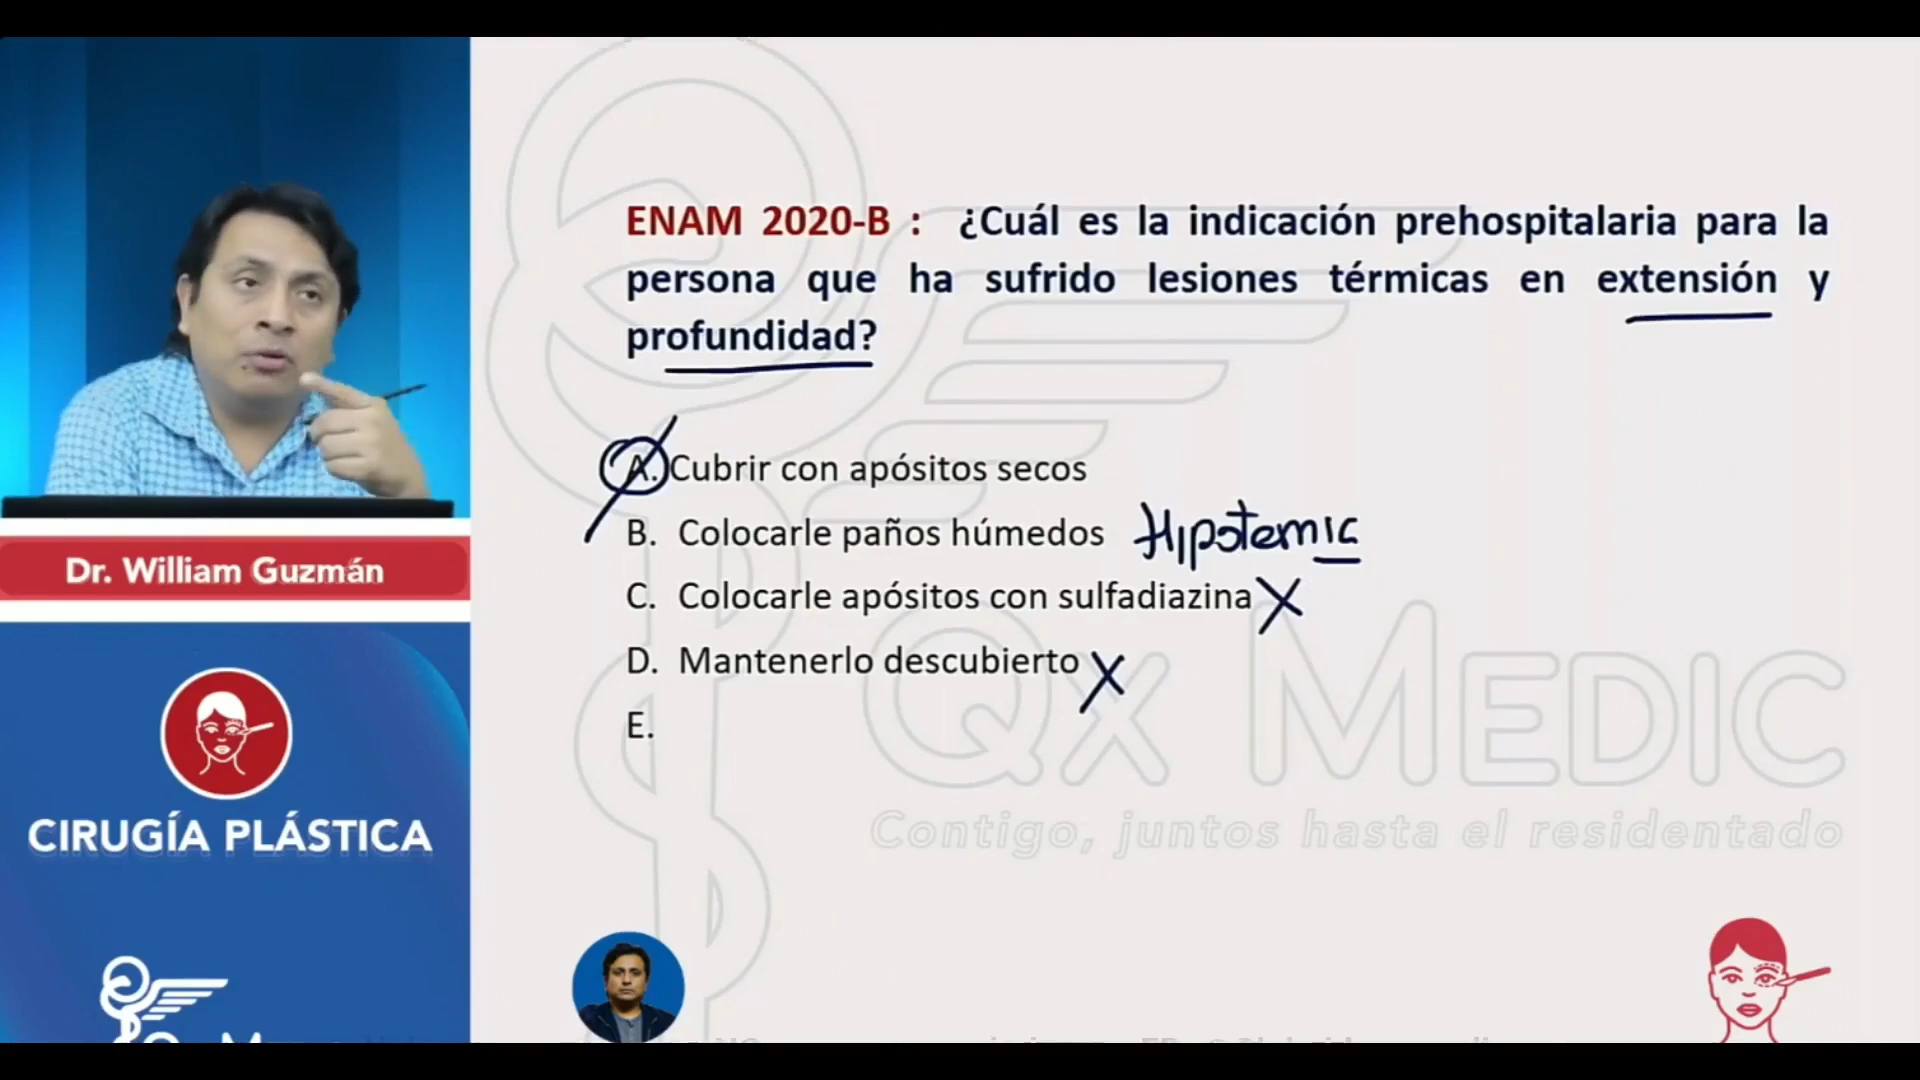 ENAM 2020-B : ¿Cuál es la indicación prehospitalaria para la
persona que ha sufrido lesiones térmicas en extensión y
profundidad?
A. Cubrir con apósitos secos
B. Colocarle paños húmedos Hipotermia
C. Colocarle apósitos con sulfadiazina X
D. Mantenerlo descubierto X
E.
Dr. William Guzmán
CIRUGÍA PLÁSTICA
QX MEDIC
Contigo, juntos hasta el residentado